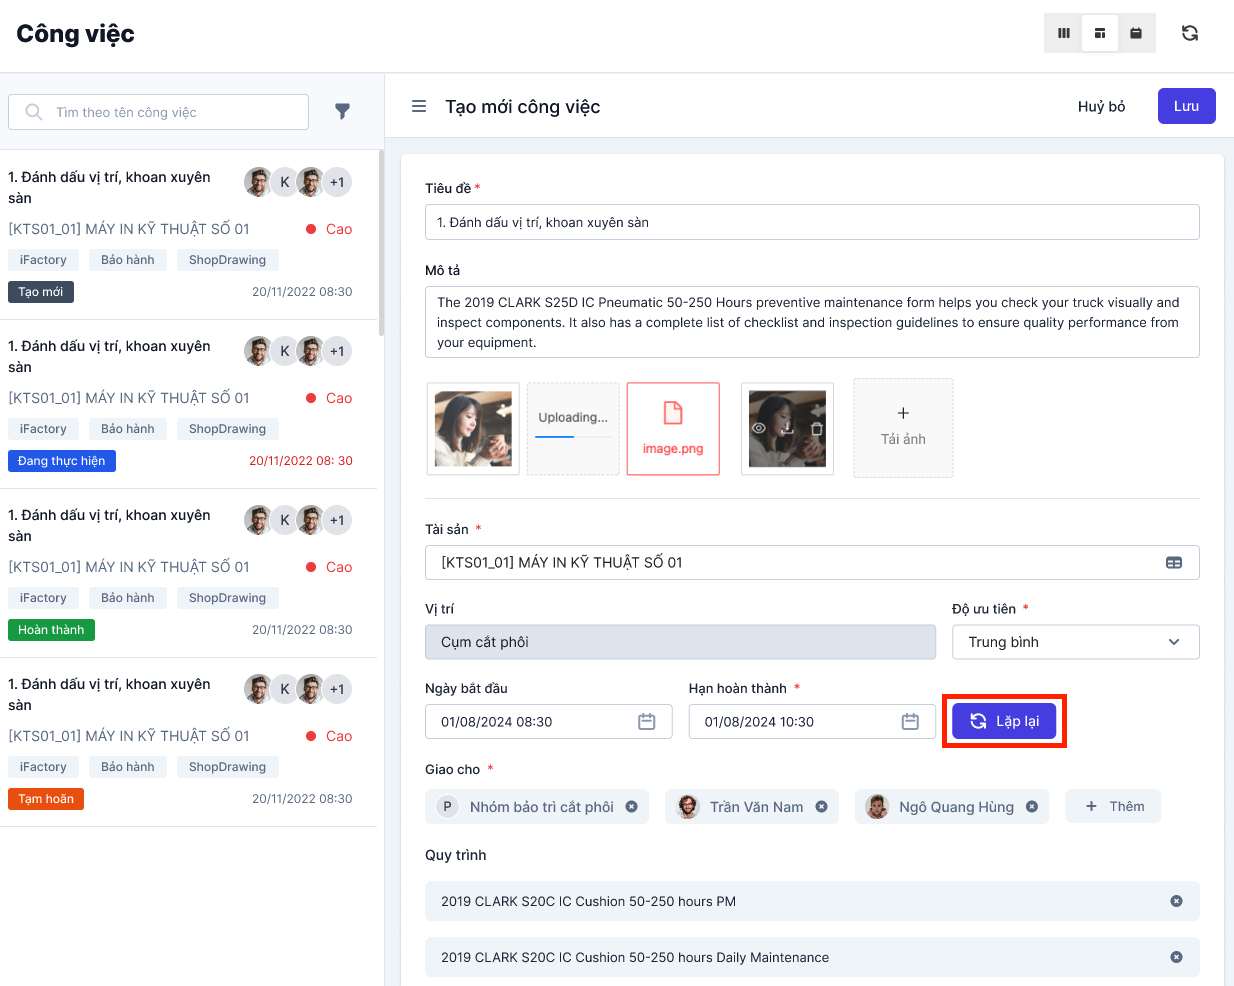 Công việc
Tìm theo tên công việc
1. Đánh dấu vị trí, khoan xuyên
sàn
K
+1
[KTS01_01] MÁY IN KỸ THUẬT SỐ 01
Cao
iFactory
Bảo hành
ShopDrawing
Tạo mới
20/11/2022 08:30
1. Đánh dấu vị trí, khoan xuyên
sàn
K
+1
[KTS01_01] MÁY IN KỸ THUẬT SỐ 01
Cao
iFactory
Bảo hành
ShopDrawing
Đang thực hiện
20/11/2022 08: 30
1. Đánh dấu vị trí, khoan xuyên
sàn
K
+1
[KTS01_01] MÁY IN KỸ THUẬT SỐ 01
Cao
iFactory
Bảo hành
ShopDrawing
Hoàn thành
20/11/2022 08:30
1. Đánh dấu vị trí, khoan xuyên
sàn
K
+1
[KTS01_01] MÁY IN KỸ THUẬT SỐ 01
Cao
iFactory
Bảo hành
ShopDrawing
Tạm hoãn
20/11/2022 08:30
Tạo mới công việc
Huỷ bỏ
Lưu
Tiêu đề *
1. Đánh dấu vị trí, khoan xuyên sàn
Mô tả
The 2019 CLARK S25D IC Pneumatic 50-250 Hours preventive maintenance form helps you check your truck visually and
inspect components. It also has a complete list of checklist and inspection guidelines to ensure quality performance from
your equipment.
Uploading...
image.png
Tải ảnh
Tài sản *
[KTS01_01] MÁY IN KỸ THUẬT SỐ 01
Vị trí
Cụm cắt phôi
Độ ưu tiên *
Trung bình
Ngày bắt đầu
01/08/2024 08:30
Hạn hoàn thành *
01/08/2024 10:30
Lặp lại
Giao cho *
P
Nhóm bảo trì cắt phôi
Trần Văn Nam
Ngô Quang Hùng
+ Thêm
Quy trình
2019 CLARK S20C IC Cushion 50-250 hours PM
2019 CLARK S20C IC Cushion 50-250 hours Daily Maintenance